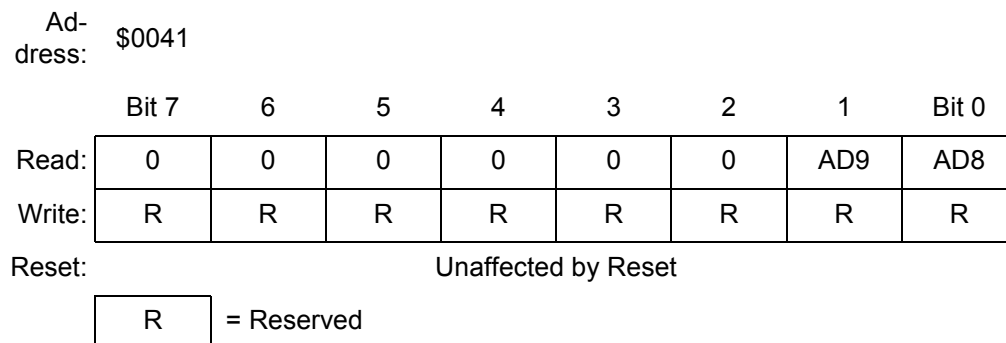 Ad-
dress: $0041
Bit 7 6 5 4 3 2 1 Bit 0
Read: 0 0 0 0 0 0 AD9 AD8
Write: R R R R R R R R
Reset: Unaffected by Reset
R = Reserved